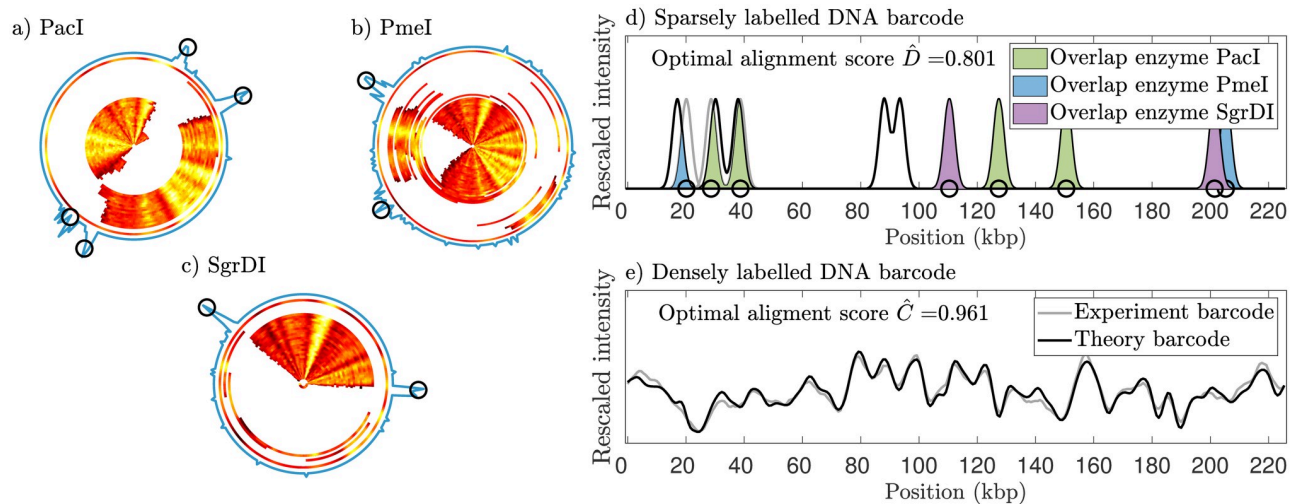 a) PacI
b) PmeI
c) SgrDI
d) Sparsely labelled DNA barcode
Optimal alignment score D̂ =0.801
Overlap enzyme PacI
Overlap enzyme PmeI
Overlap enzyme SgrDI
Rescaled intensity
0 20 40 60 80 100 120 140 160 180 200 220
Position (kbp)
e) Densely labelled DNA barcode
Optimal aligment score Ĉ =0.961
Experiment barcode
Theory barcode
Rescaled intensity
0 20 40 60 80 100 120 140 160 180 200 220
Position (kbp)